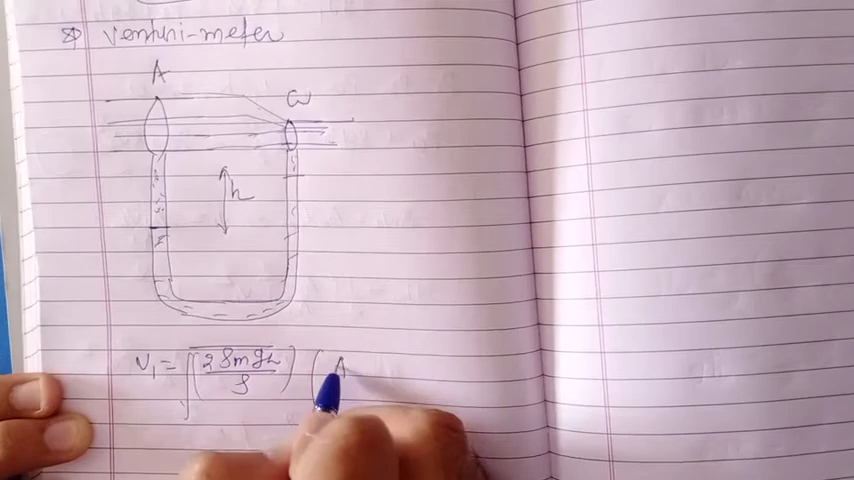 * Venturi-meter
A
a
h
V₁ = √(2ρmgh/ρ) (A